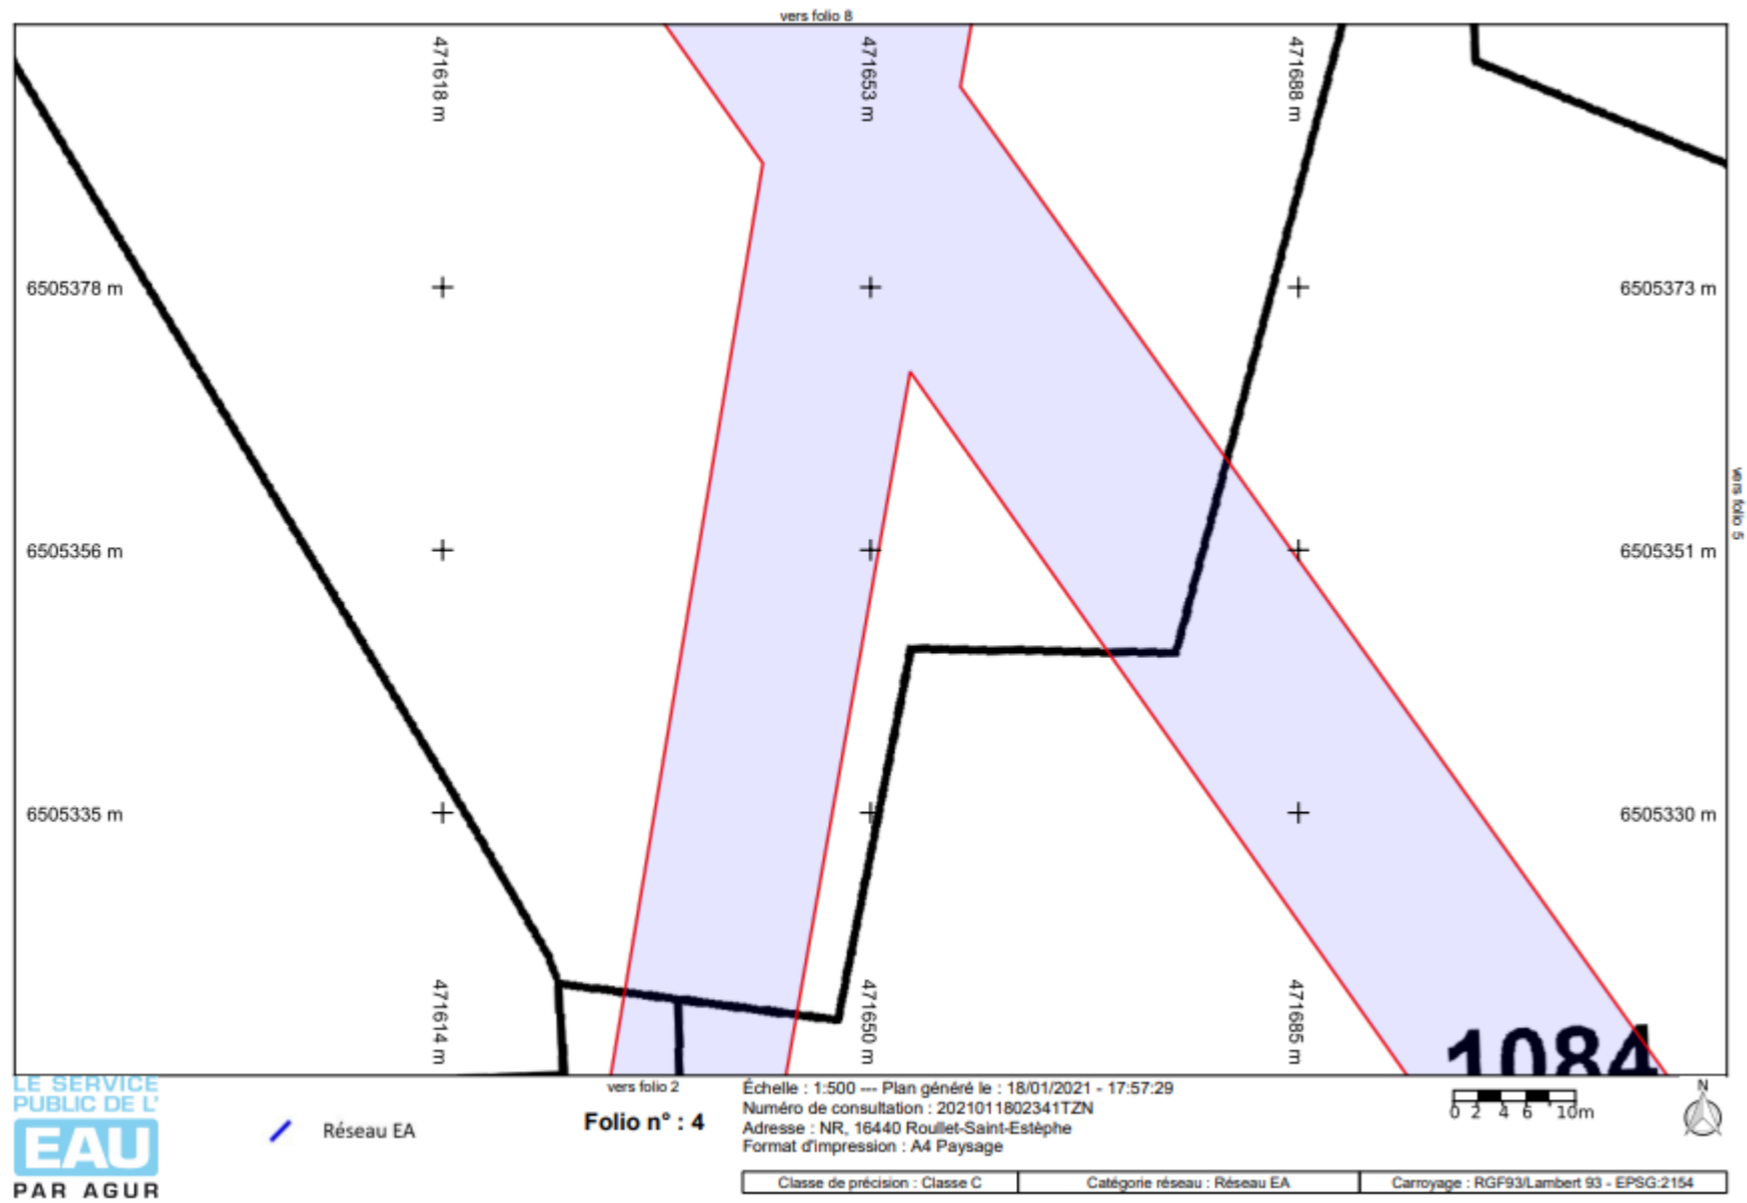 vers folio 8
471618 m
471653 m
471688 m
6505378 m
6505373 m
vers folio 5
6505356 m
6505351 m
6505335 m
6505330 m
471614 m
471650 m
471685 m
1084
LE SERVICE
PUBLIC DE L'
EAU
PAR AGUR
Réseau EA
vers folio 2
Folio n° : 4
Échelle : 1:500 --- Plan généré le : 18/01/2021 - 17:57:29
Numéro de consultation : 2021011802341TZN
Adresse : NR, 16440 Roullet-Saint-Estèphe
Format d'impression : A4 Paysage
0 2 4 6 10m
N
Classe de précision : Classe C
Catégorie réseau : Réseau EA
Carroyage : RGF93/Lambert 93 - EPSG:2154